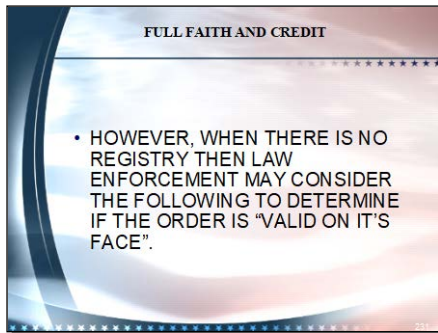 FULL FAITH AND CREDIT
• HOWEVER, WHEN THERE IS NO
REGISTRY THEN LAW
ENFORCEMENT MAY CONSIDER
THE FOLLOWING TO DETERMINE
IF THE ORDER IS “VALID ON IT’S
FACE”.